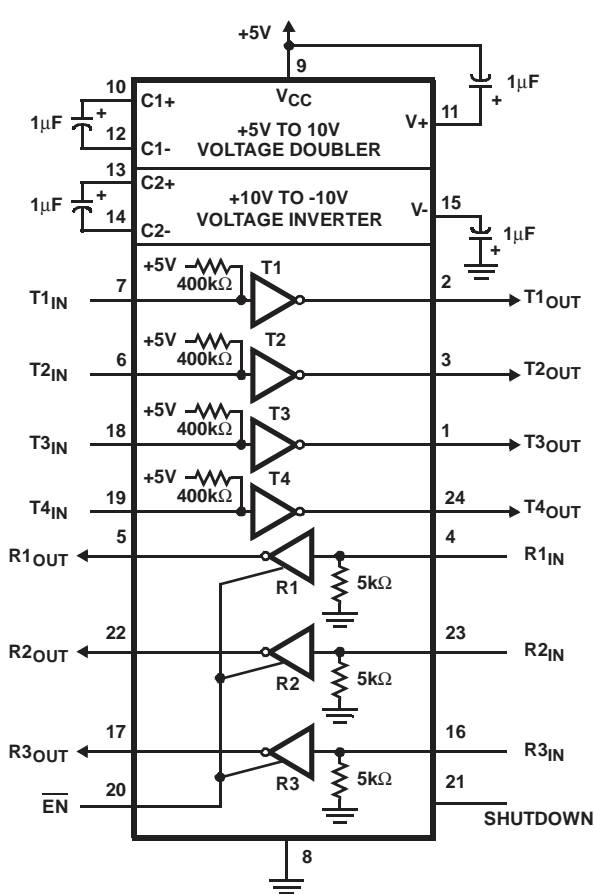 +5V
9
VCC
10
C1+
1μF
+
12
C1-
+5V TO 10V
VOLTAGE DOUBLER
V+
11
1μF
+
13
C2+
1μF
+
14
C2-
+10V TO -10V
VOLTAGE INVERTER
V-
15
1μF
+
+5V
400kΩ
T1
T1IN
7
2
T1OUT
+5V
400kΩ
T2
T2IN
6
3
T2OUT
+5V
400kΩ
T3
T3IN
18
1
T3OUT
+5V
400kΩ
T4
T4IN
19
24
T4OUT
R1OUT
5
4
R1IN
R1
5kΩ
R2OUT
22
23
R2IN
R2
5kΩ
R3OUT
17
16
R3IN
R3
5kΩ
EN
20
21
SHUTDOWN
8